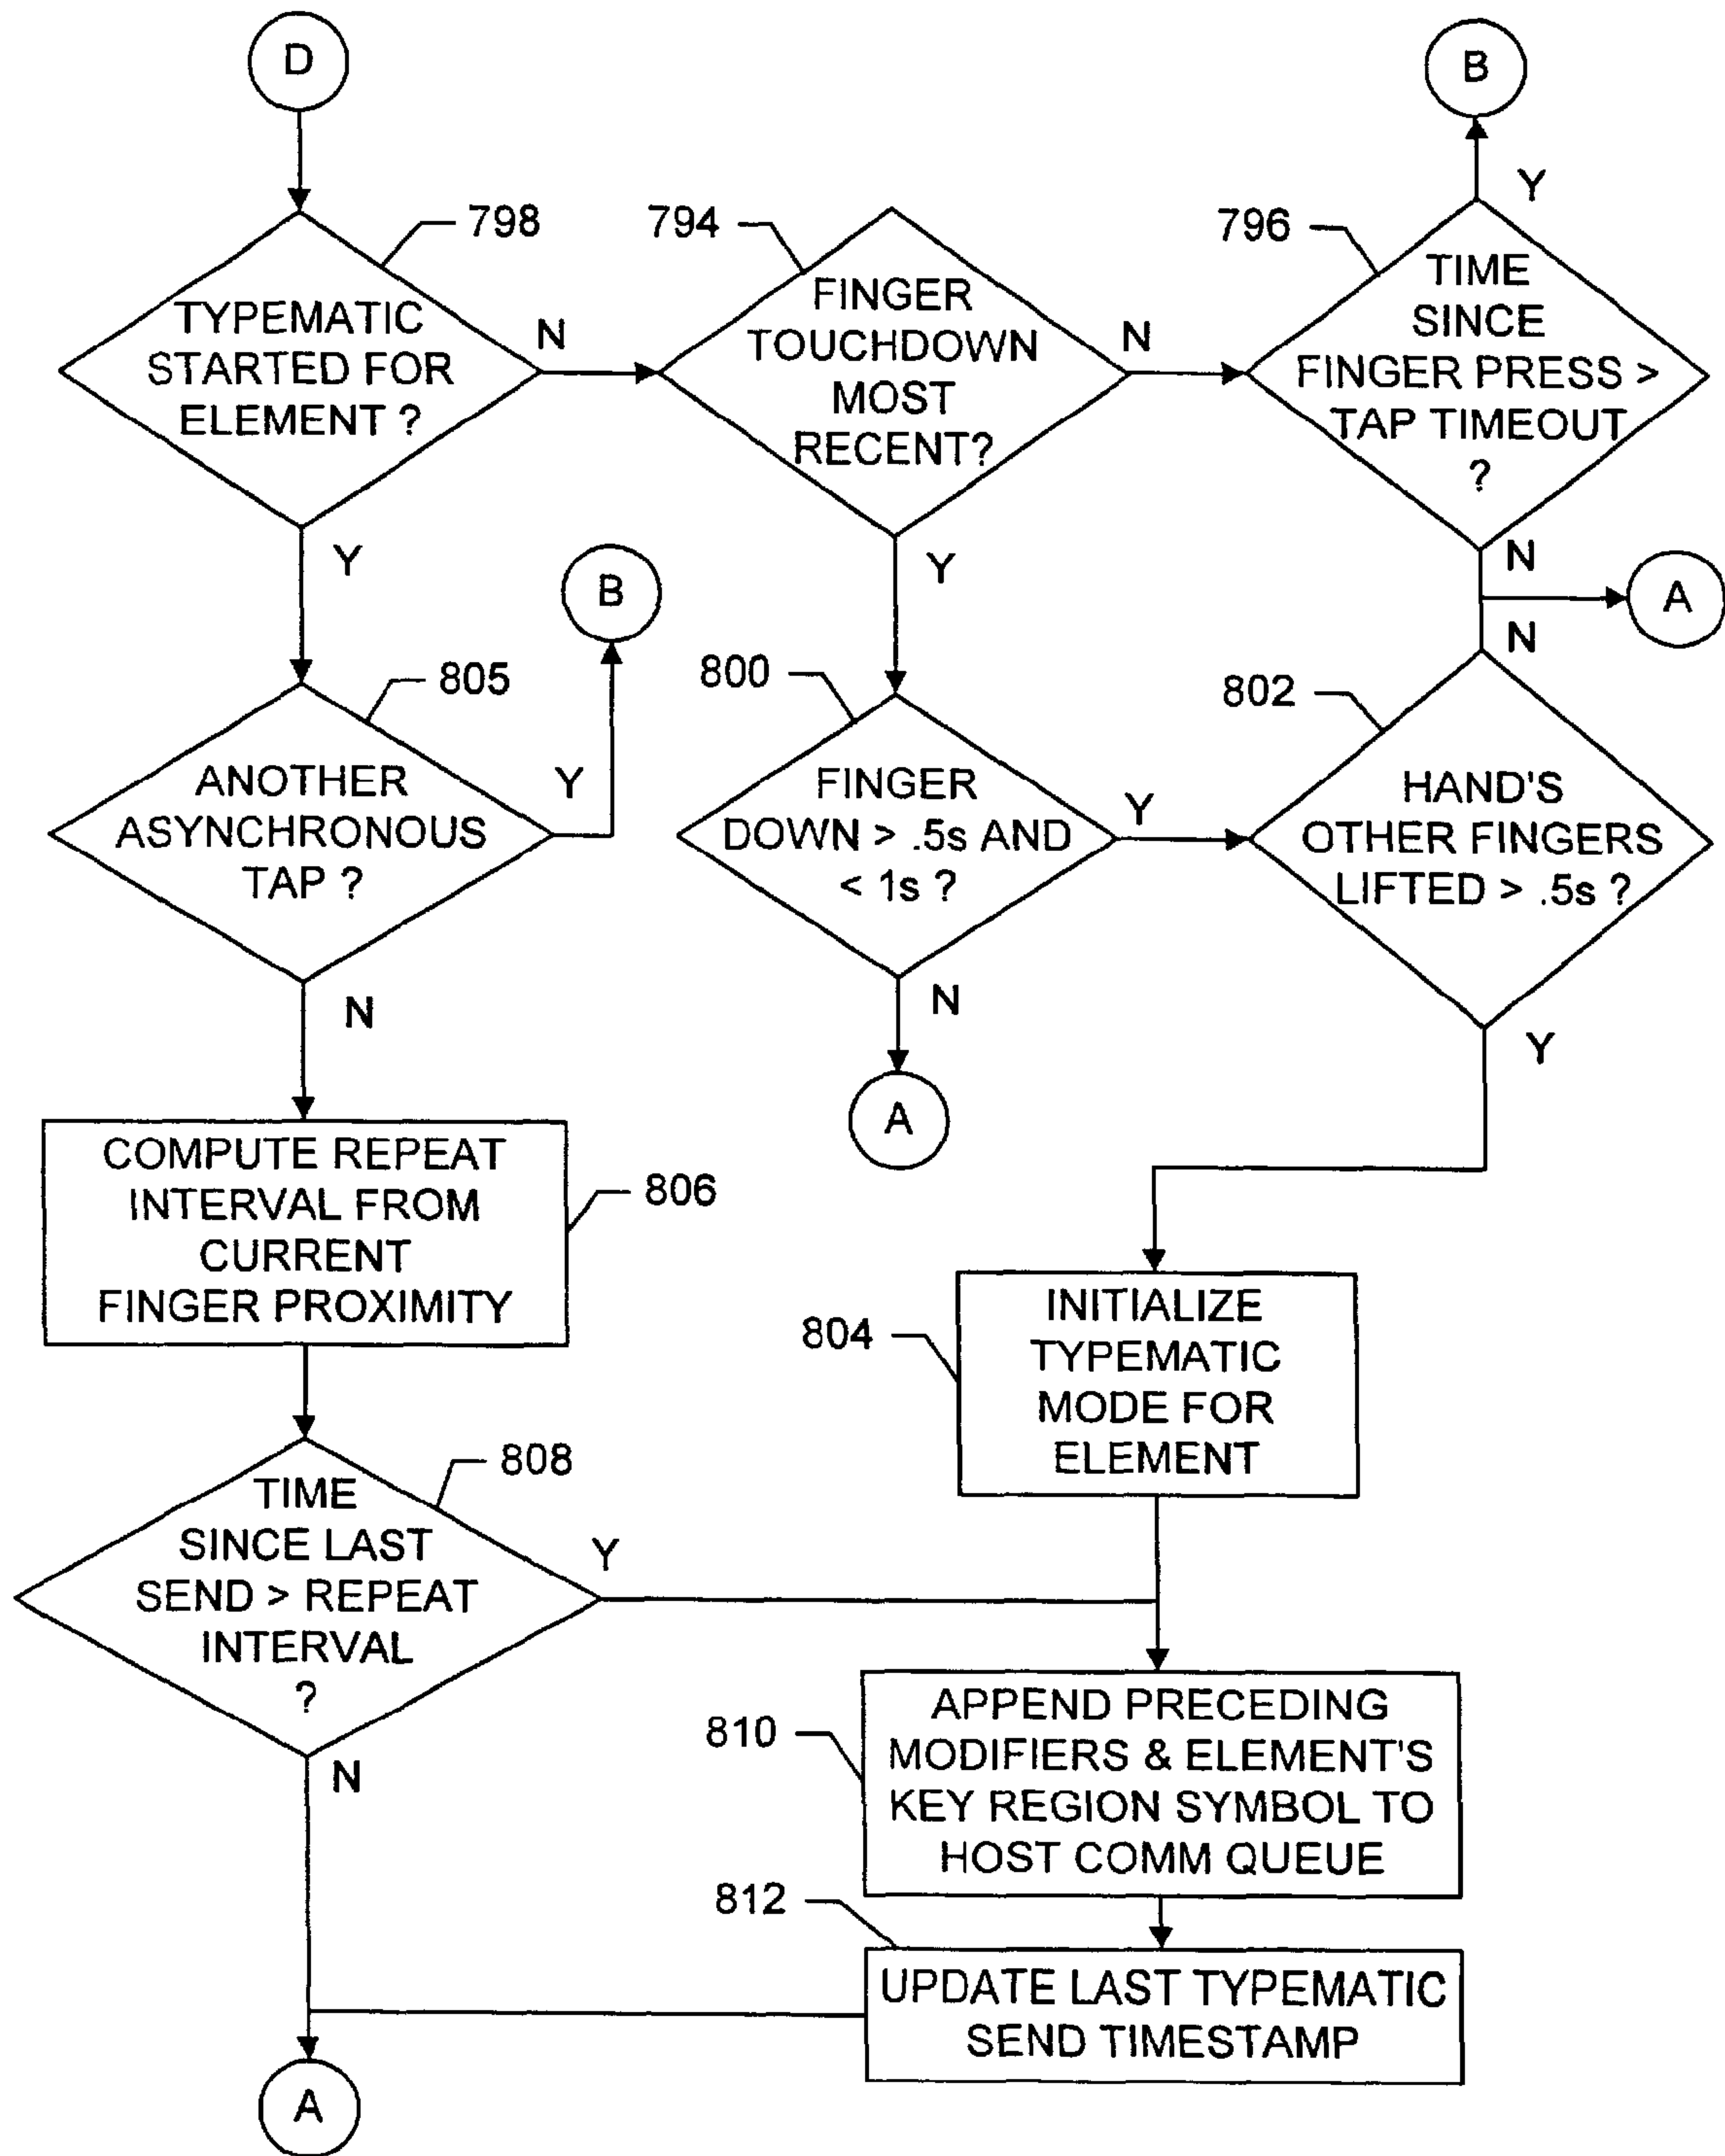 D
B
798
794
796
TYPEMATIC
STARTED FOR
ELEMENT ?
N
Y
FINGER
TOUCHDOWN
MOST
RECENT?
N
Y
Y
TIME
SINCE
FINGER PRESS >
TAP TIMEOUT
?
N
A
B
805
ANOTHER
ASYNCHRONOUS
TAP ?
Y
N
800
FINGER
DOWN > .5s AND
< 1s ?
Y
N
A
802
N
HAND'S
OTHER FINGERS
LIFTED > .5s ?
Y
COMPUTE REPEAT
INTERVAL FROM
CURRENT
FINGER PROXIMITY
806
804
INITIALIZE
TYPEMATIC
MODE FOR
ELEMENT
808
TIME
SINCE LAST
SEND > REPEAT
INTERVAL
?
Y
N
810
APPEND PRECEDING
MODIFIERS & ELEMENT'S
KEY REGION SYMBOL TO
HOST COMM QUEUE
812
UPDATE LAST TYPEMATIC
SEND TIMESTAMP
A